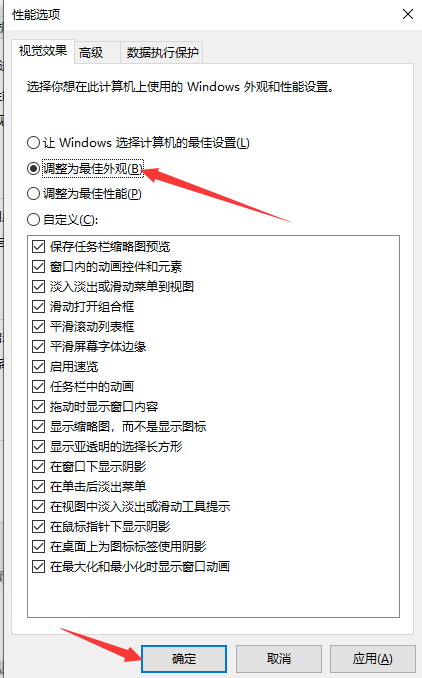 性能选项
视觉效果 高级 数据执行保护
选择你想在此计算机上使用的 Windows 外观和性能设置。
让 Windows 选择计算机的最佳设置(L)
调整为最佳外观(B)
调整为最佳性能(P)
自定义(C):
保存任务栏缩略图预览
窗口内的动画控件和元素
淡入淡出或滑动菜单到视图
滑动打开组合框
平滑滚动列表框
平滑屏幕字体边缘
启用速览
任务栏中的动画
拖动时显示窗口内容
显示缩略图，而不是显示图标
显示亚透明的选择长方形
在窗口下显示阴影
在单击后淡出菜单
在视图中淡入淡出或滑动工具提示
在鼠标指针下显示阴影
在桌面上为图标标签使用阴影
在最大化和最小化时显示窗口动画
确定 取消 应用(A)